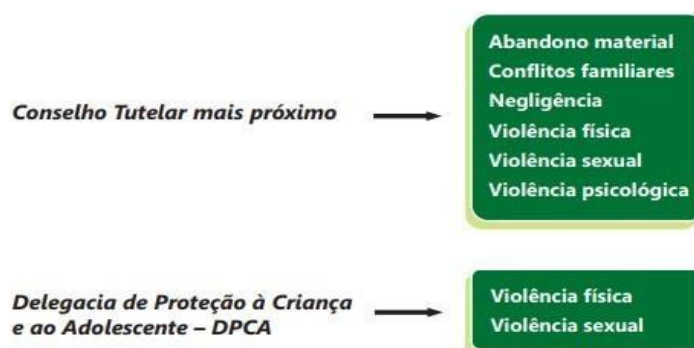 Conselho Tutelar mais próximo
Abandono material
Conflitos familiares
Negligência
Violência física
Violência sexual
Violência psicológica
Delegacia de Proteção à Criança
e ao Adolescente – DPCA
Violência física
Violência sexual